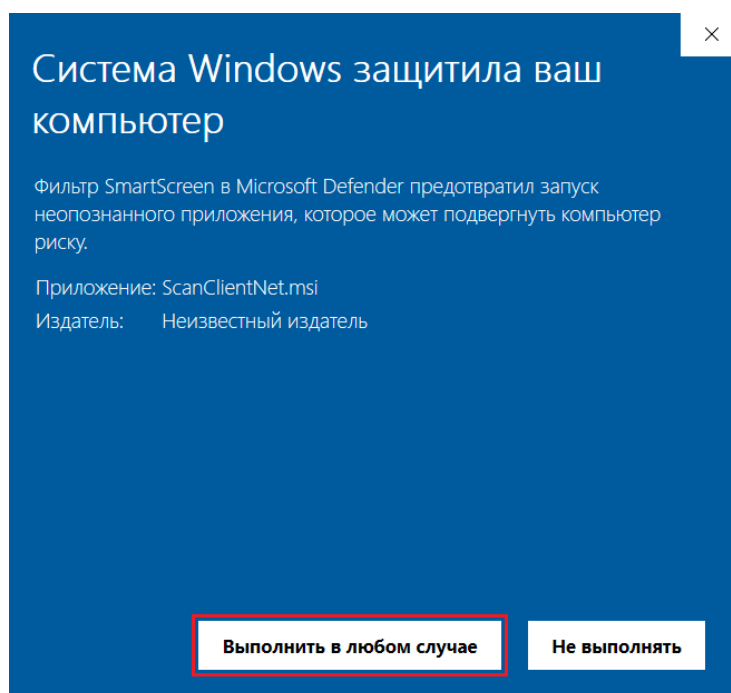 Система Windows защитила ваш
компьютер
Фильтр SmartScreen в Microsoft Defender предотвратил запуск
неопознанного приложения, которое может подвергнуть компьютер
риску.
Приложение: ScanClientNet.msi
Издатель: Неизвестный издатель
Выполнить в любом случае Не выполнять